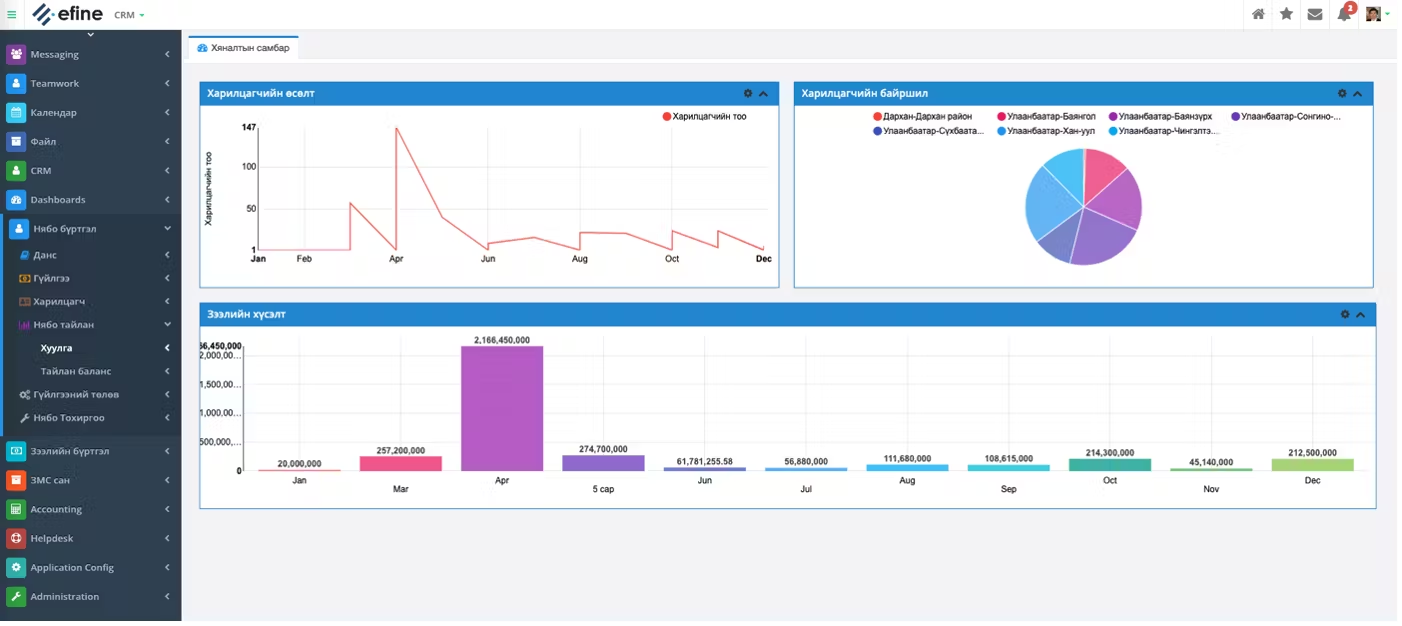 efine CRM
2
Messaging
Teamwork
Календар
Файл
CRM
Dashboards
Нябо бүртгэл
Данс
Гүйлгээ
Харилцагч
Нябо тайлан
Хуулга
Тайлан баланс
Гүйлгээний төлөв
Нябо Тохиргоо
Зээлийн бүртгэл
ЗМС сан
Accounting
Helpdesk
Application Config
Administration
Хяналтын самбар
Харилцагчийн өсөлт
Харилцагчийн тоо
Харилцагчийн тоо
147
100
50
1
Jan Feb Apr Jun Aug Oct Dec
Харилцагчийн байршил
Дархан-Дархан район Улаанбаатар-Баянгол Улаанбаатар-Баянзүрх Улаанбаатар-Сонгино-...
Улаанбаатар-Сүхбаата... Улаанбаатар-Хан-уул Улаанбаатар-Чингэлтэ...
Зээлийн хүсэлт
66,450,000
2,000,00...
1,500,00...
1,000,00...
500,000,...
0
20,000,000
257,200,000
2,166,450,000
274,700,000
61,781,255.58
56,880,000
111,680,000
108,615,000
214,300,000
45,140,000
212,500,000
Jan Mar Apr 5 сар Jun Jul Aug Sep Oct Nov Dec